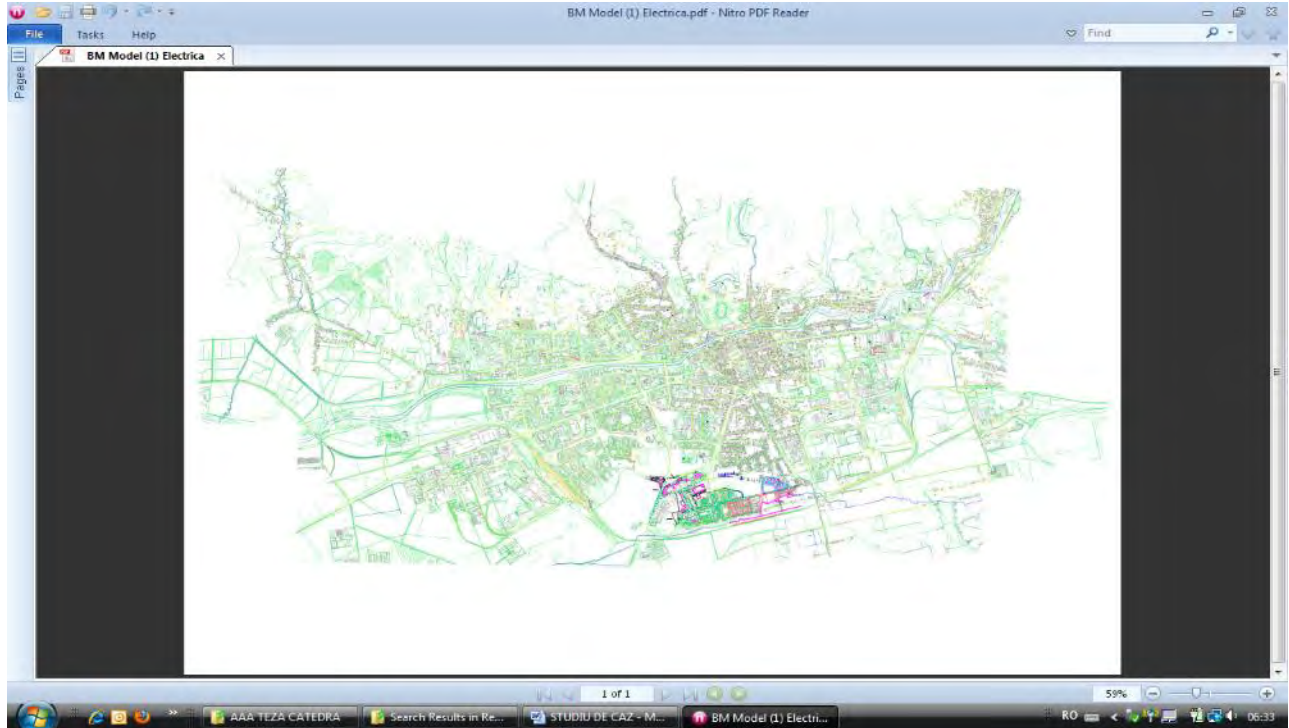 BM Model (1) Electrica.pdf - Nitro PDF Reader
File Tasks Help
Find
BM Model (1) Electrica
Pages
1 of 1
59%
AAA TEZA CATEDRA
Search Results in Re...
STUDIU DE CAZ - M...
BM Model (1) Electri...
RO
06:33